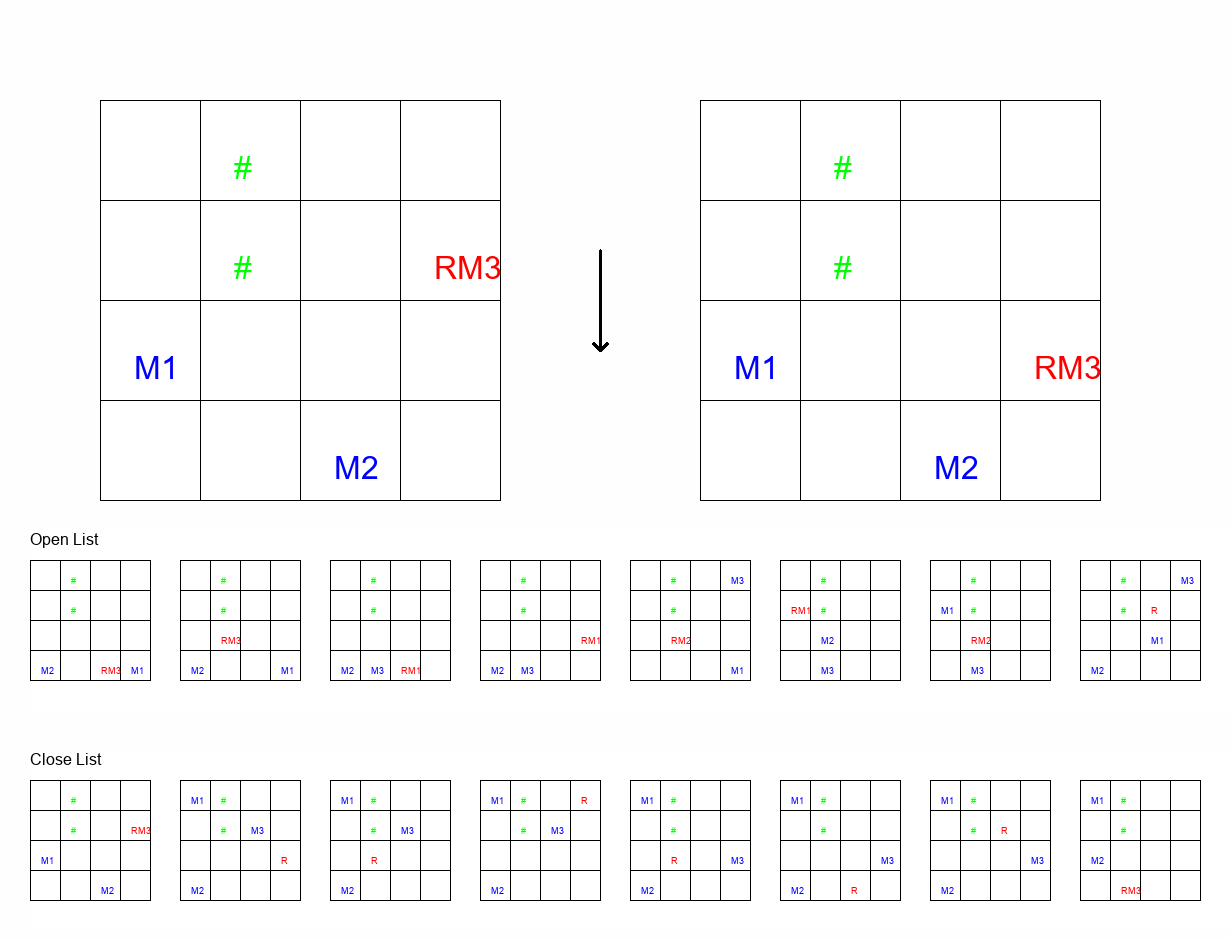 # #
# RM3 # RM3
M1 M1 RM3
M2 M2
Open List
# # # # # M3 # # # M3
# # # # # RM1 # M1 # # R
RM3 RM1 RM2 M2 RM2 M1
M2 RM3 M1 M2 M1 M2 M3 RM1 M2 M3 M1 M3 M3 M2
Close List
# M1 # M1 # M1 # R M1 # M1 # M1 # M1 #
# RM3 # M3 # M3 # M3 # # # R #
M1 R R R M3 M3 M3 M2
M2 M2 M2 M2 M2 M2 R M2 RM3